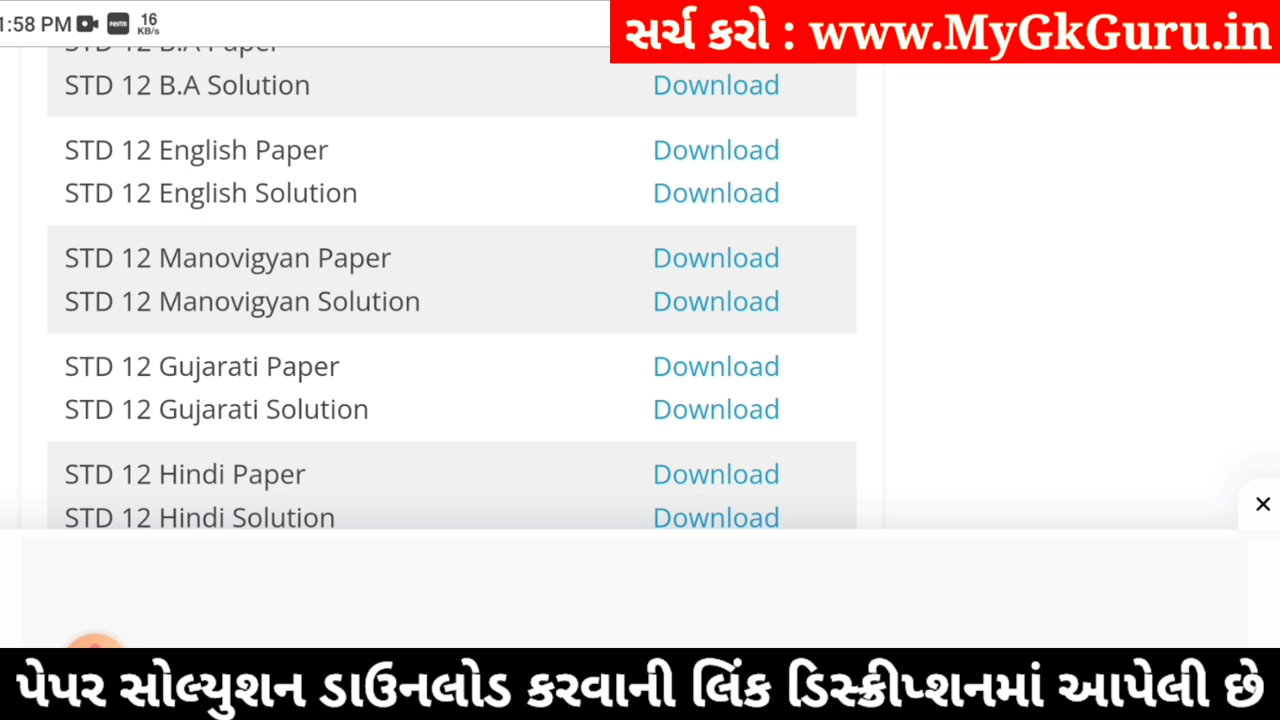 1:58 PM
16 KB/s
સર્ચ કરો : www.MyGkGuru.in
STD 12 B.A Paper
STD 12 B.A Solution Download
STD 12 English Paper Download
STD 12 English Solution Download
STD 12 Manovigyan Paper Download
STD 12 Manovigyan Solution Download
STD 12 Gujarati Paper Download
STD 12 Gujarati Solution Download
STD 12 Hindi Paper Download
STD 12 Hindi Solution Download
પેપર સોલ્યુશન ડાઉનલોડ કરવાની લિંક ડિસ્ક્રીપ્શનમાં આપેલી છે